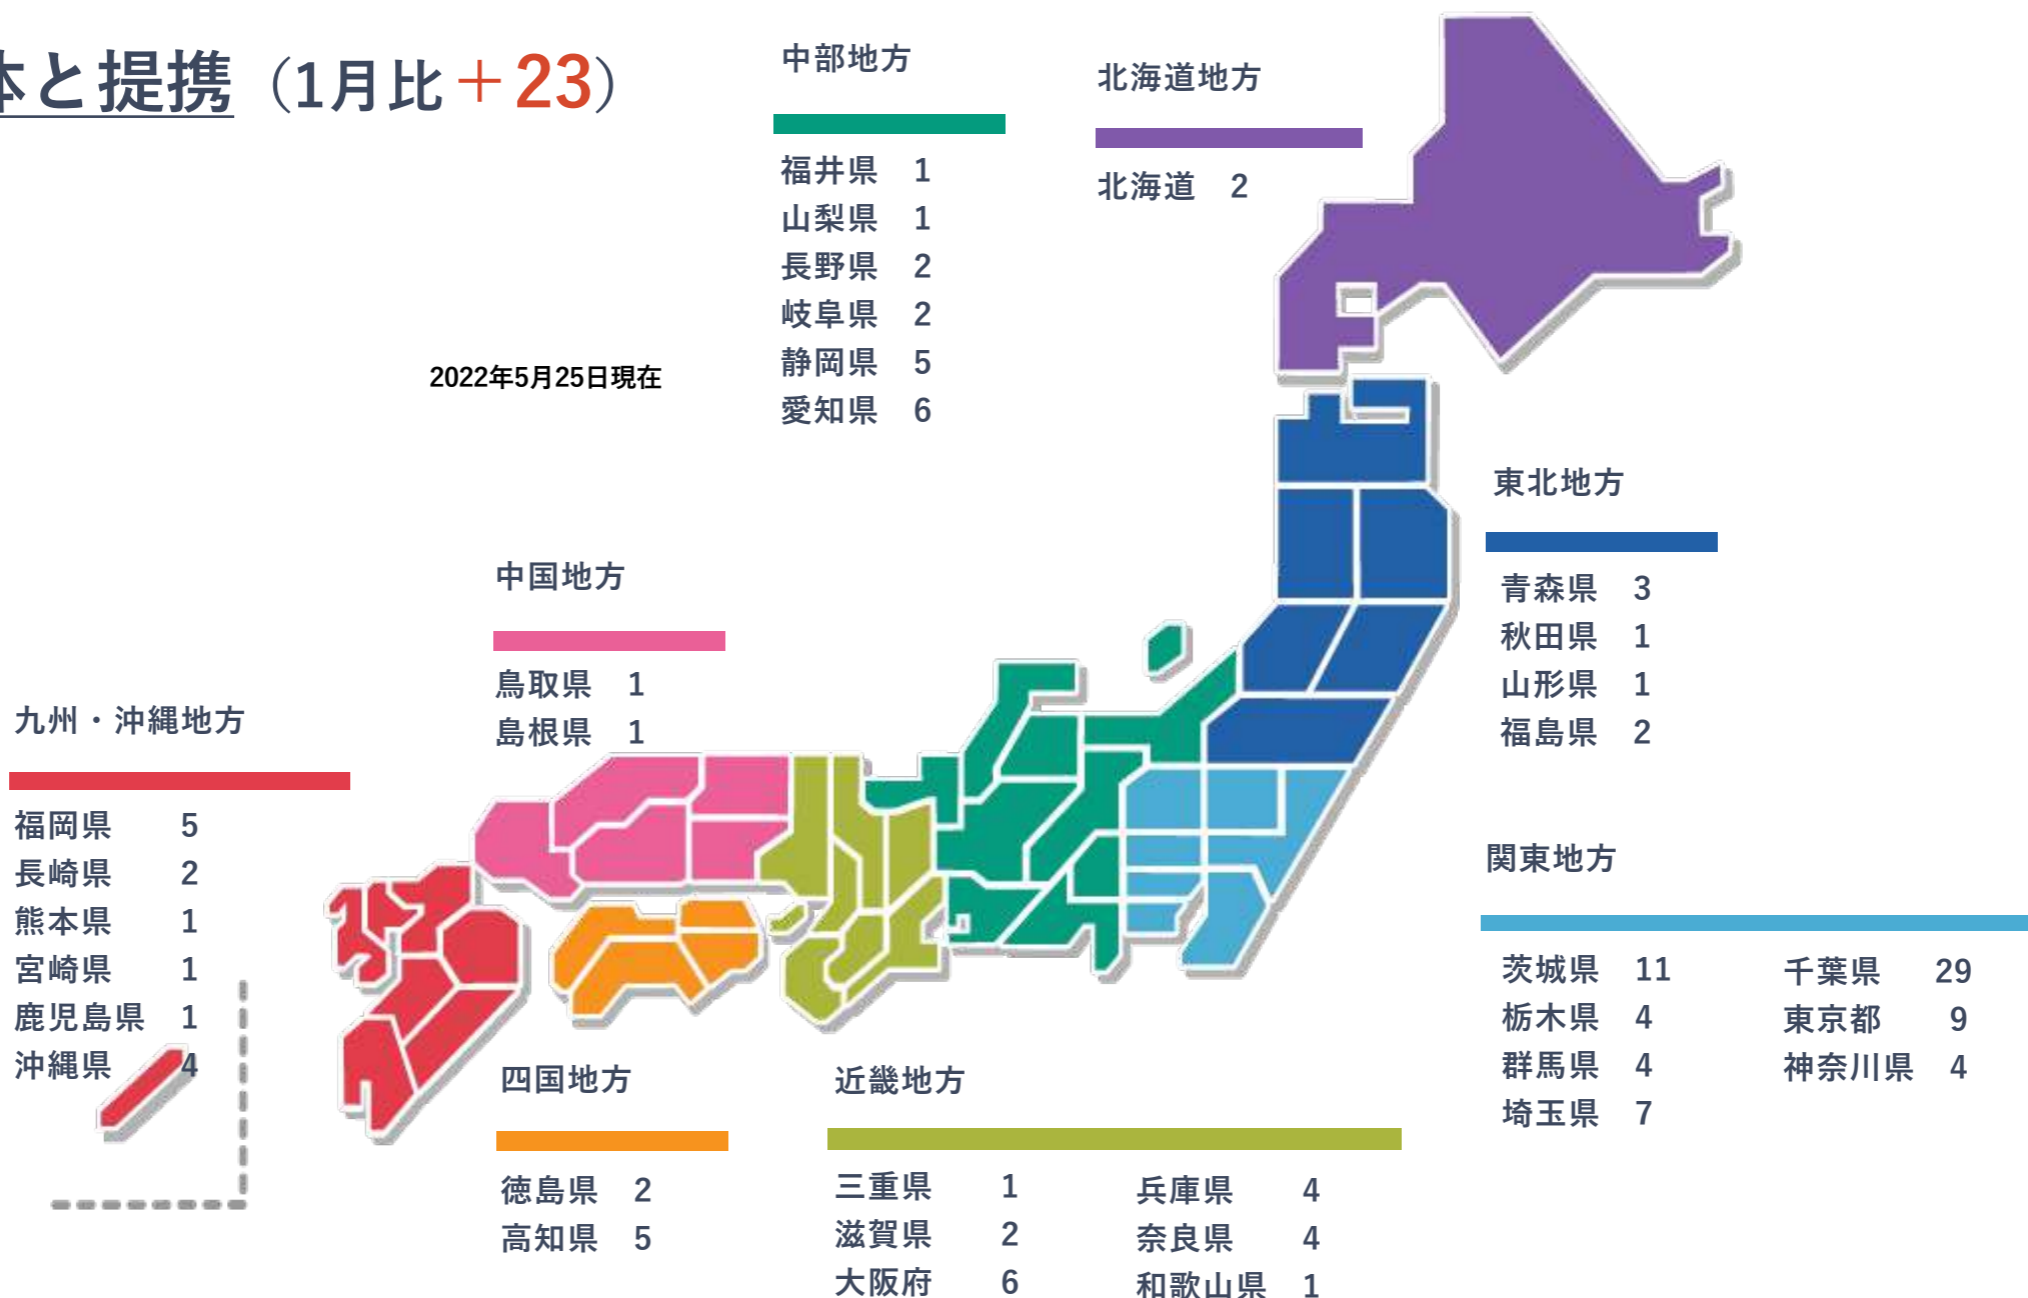 本と提携（1月比＋23）
2022年5月25日現在
中部地方
福井県 1
山梨県 1
長野県 2
岐阜県 2
静岡県 5
愛知県 6
北海道地方
北海道 2
東北地方
青森県 3
秋田県 1
山形県 1
福島県 2
中国地方
鳥取県 1
島根県 1
九州・沖縄地方
福岡県 5
長崎県 2
熊本県 1
宮崎県 1
鹿児島県 1
沖縄県 4
関東地方
茨城県 11
栃木県 4
群馬県 4
埼玉県 7
千葉県 29
東京都 9
神奈川県 4
四国地方
徳島県 2
高知県 5
近畿地方
三重県 1
滋賀県 2
大阪府 6
兵庫県 4
奈良県 4
和歌山県 1